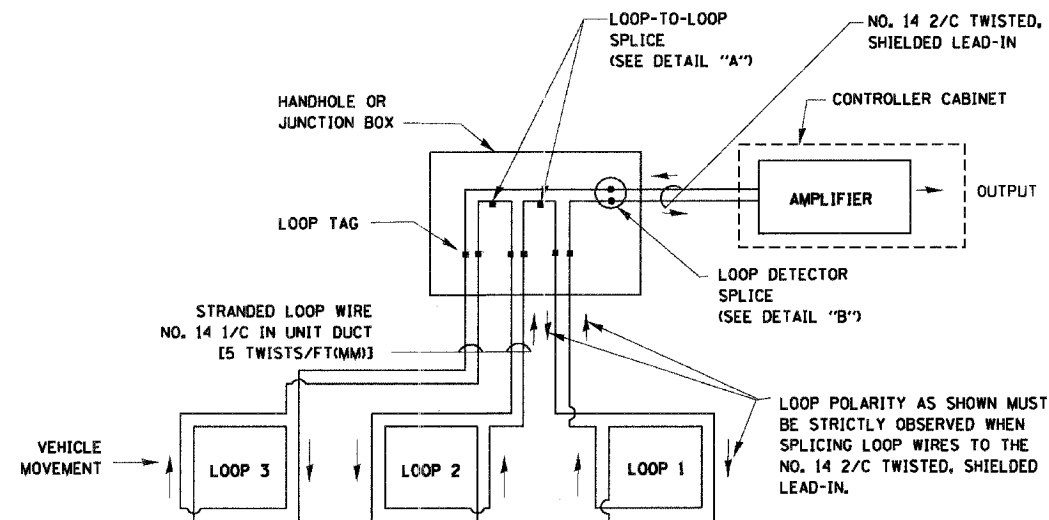 LOOP-TO-LOOP
SPLICE
(SEE DETAIL "A")
NO. 14 2/C TWISTED,
SHIELDED LEAD-IN
HANDHOLE OR
JUNCTION BOX
CONTROLLER CABINET
AMPLIFIER
OUTPUT
LOOP TAG
LOOP DETECTOR
SPLICE
(SEE DETAIL "B")
STRANDED LOOP WIRE
NO. 14 1/C IN UNIT DUCT
[5 TWISTS/FT(MM)]
LOOP POLARITY AS SHOWN MUST
BE STRICTLY OBSERVED WHEN
SPLICING LOOP WIRES TO THE
NO. 14 2/C TWISTED, SHIELDED
LEAD-IN.
VEHICLE
MOVEMENT
LOOP 3
LOOP 2
LOOP 1